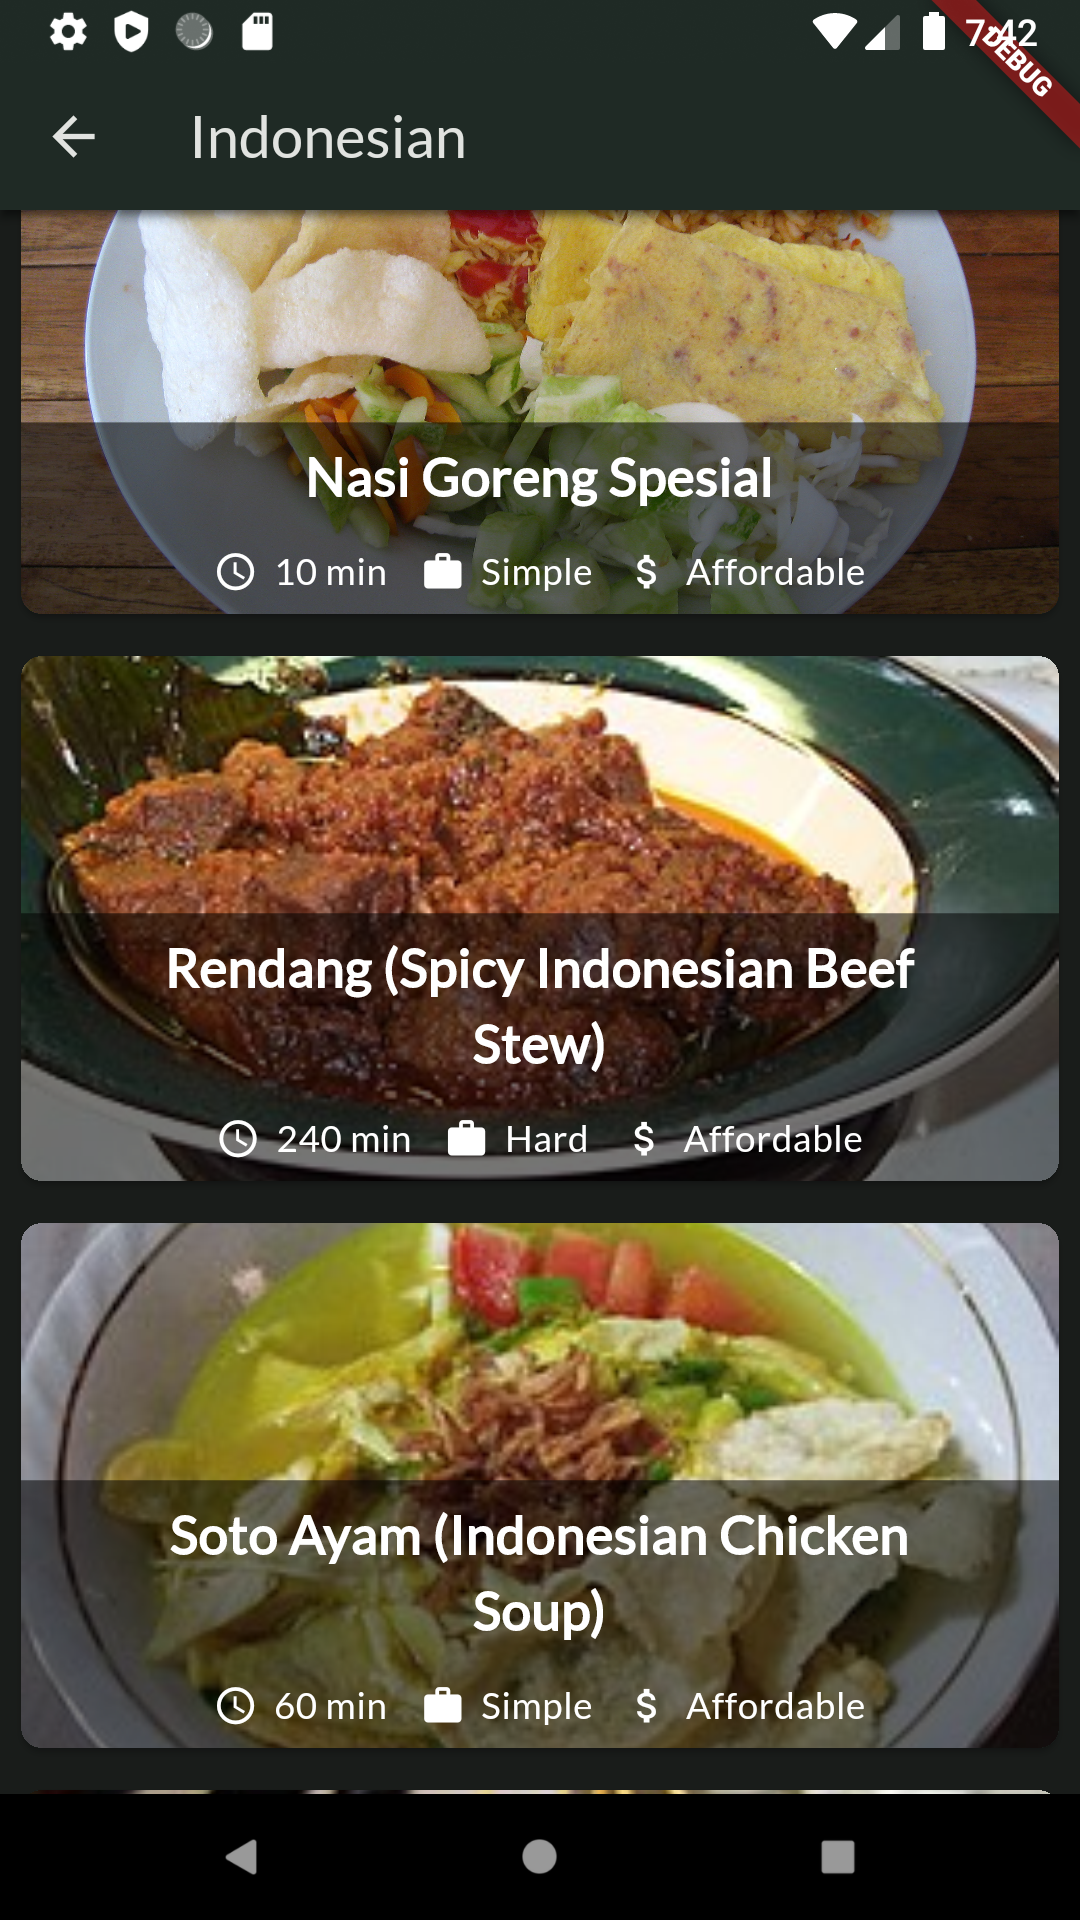 7:42
DEBUG
Indonesian
Nasi Goreng Spesial
10 min Simple $ Affordable
Rendang (Spicy Indonesian Beef
Stew)
240 min Hard $ Affordable
Soto Ayam (Indonesian Chicken
Soup)
60 min Simple $ Affordable